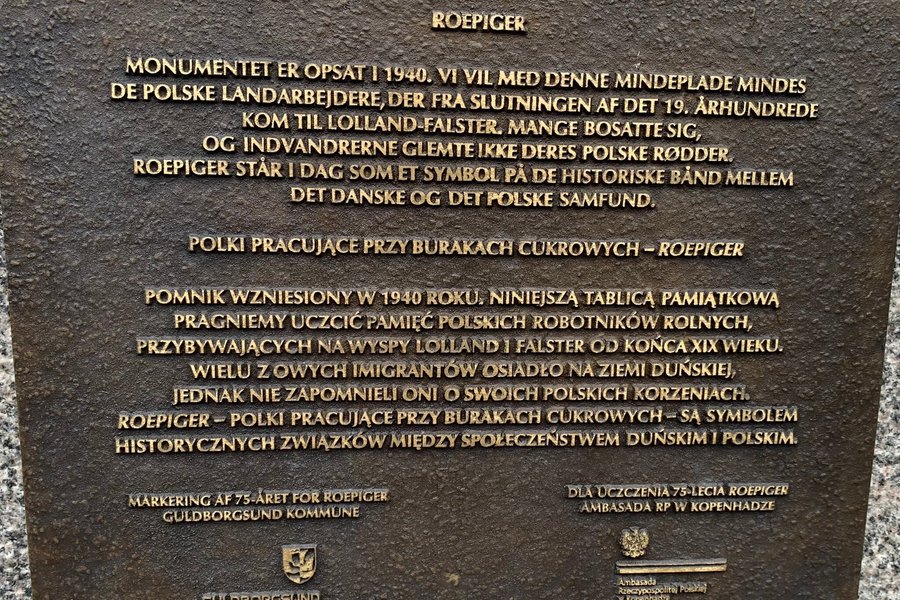 ROEPIGER
MONUMENTET ER OPSAT I 1940. VI VIL MED DENNE MINDEPLADE MINDES
DE POLSKE LANDARBEJDERE, DER FRA SLUTNINGEN AF DET 19. ÅRHUNDREDE
KOM TIL LOLLAND-FALSTER. MANGE BOSATTE SIG,
OG INDVANDRERNE GLEMTE IKKE DERES POLSKE RØDDER.
ROEPIGER STÅR I DAG SOM ET SYMBOL PÅ DE HISTORISKE BÅND MELLEM
DET DANSKE OG DET POLSKE SAMFUND.
POLKI PRACUJĄCE PRZY BURAKACH CUKROWYCH – ROEPIGER
POMNIK WZNIESIONY W 1940 ROKU. NINIEJSZĄ TABLICĄ PAMIĄTKOWĄ
PRAGNIEMY UCZCIĆ PAMIĘĆ POLSKICH ROBOTNIKÓW ROLNYCH,
PRZYBYWAJĄCYCH NA WYSPY LOLLAND I FALSTER OD KOŃCA XIX WIEKU.
WIELU Z OWYCH IMIGRANTÓW OSIADŁO NA ZIEMI DUŃSKIEJ,
JEDNAK NIE ZAPOMNIELI ONI O SWOICH POLSKICH KORZENIACH.
ROEPIGER – POLKI PRACUJĄCE PRZY BURAKACH CUKROWYCH – SĄ SYMBOLEM
HISTORYCZNYCH ZWIĄZKÓW MIĘDZY SPOŁECZEŃSTWEM DUŃSKIM I POLSKIM.
MARKERING AF 75-ÅRET FOR ROEPIGER
GULDBORGSUND KOMMUNE
DLA UCZCZENIA 75-LECIA ROEPIGER
AMBASADA RP W KOPENHADZE
GULDBORGSUND
Ambasada
Rzeczypospolitej Polskiej
w Kopenhadze